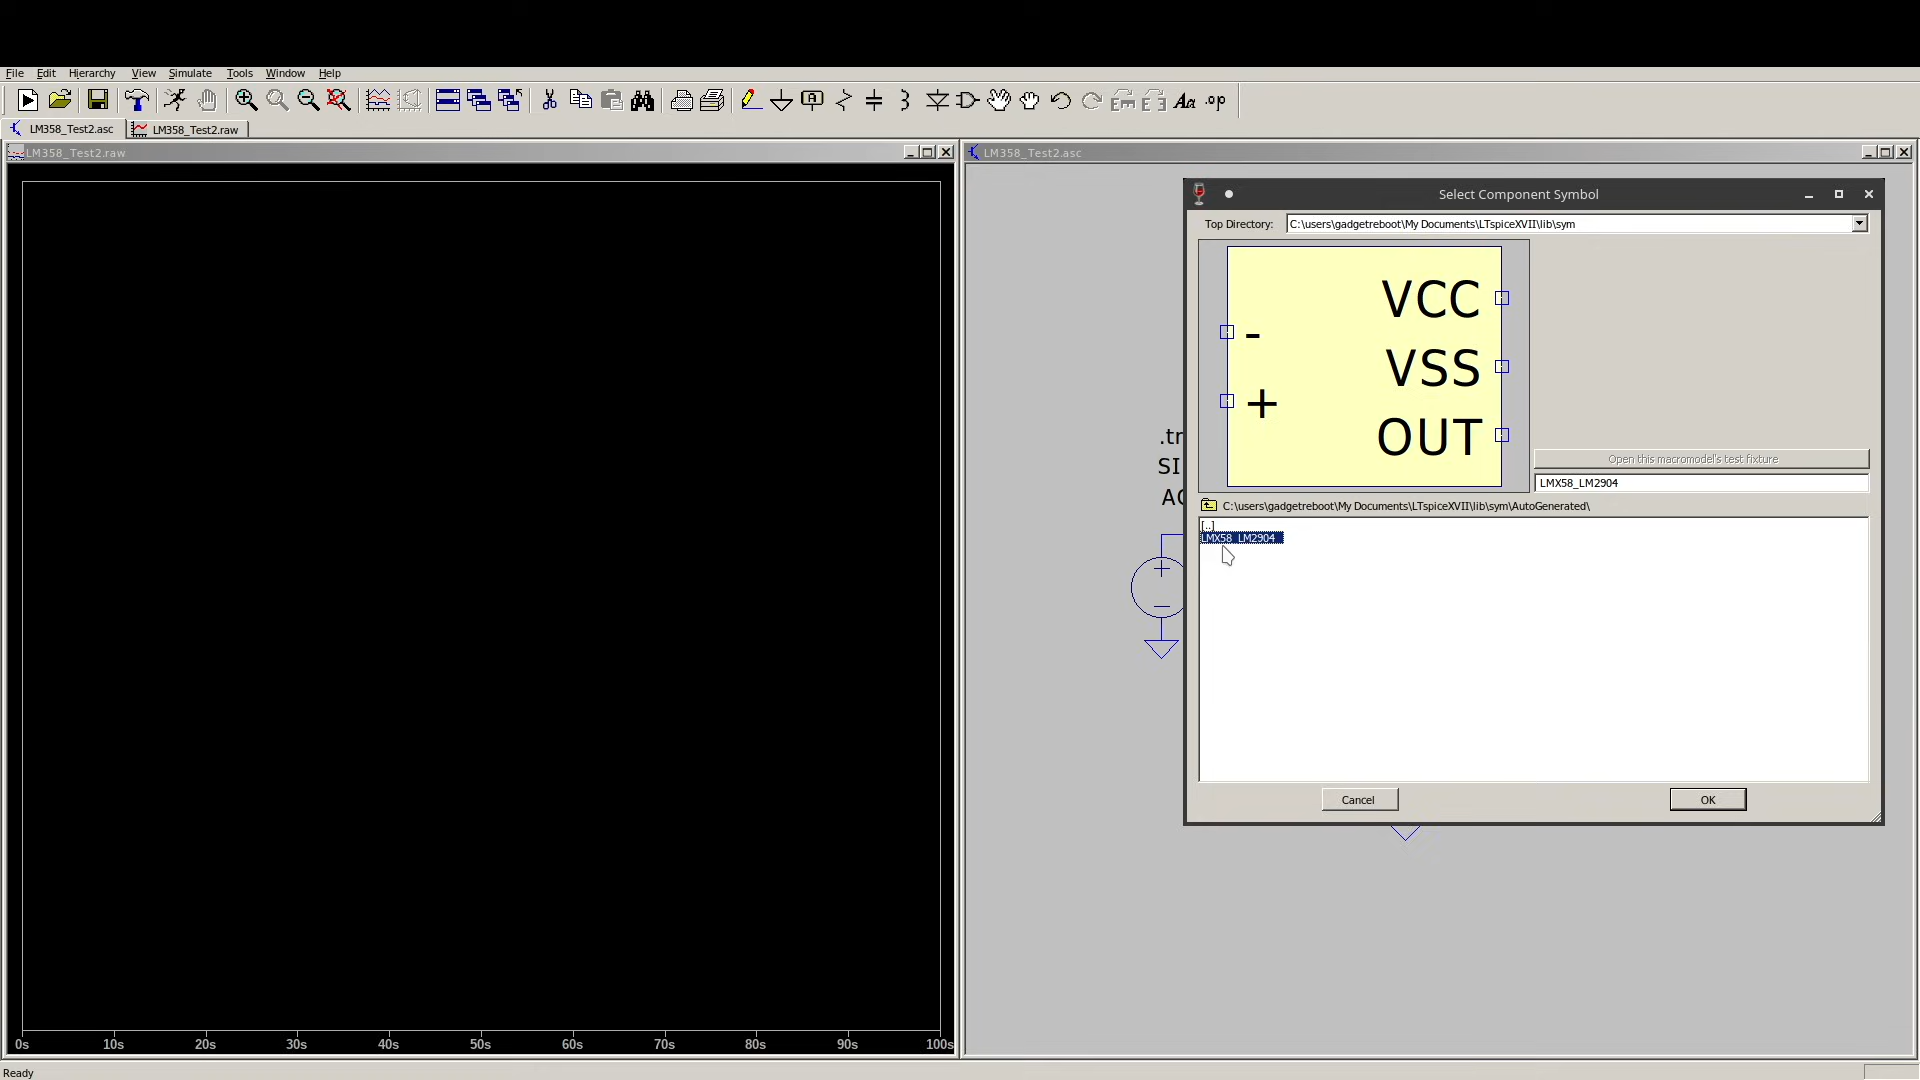 File Edit Hierarchy View Simulate Tools Window Help
Aa .op
LM358_Test2.asc LM358_Test2.raw
LM358_Test2.raw
LM358_Test2.asc
Select Component Symbol
Top Directory: C:\users\gadgetreboot\My Documents\LTspiceXVII\lib\sym
VCC
-
VSS
+
OUT
Open this macromodel's test fixture
LMX58_LM2904
C:\users\gadgetreboot\My Documents\LTspiceXVII\lib\sym\AutoGenerated\
[..]
LMX58_LM2904
Cancel OK
.tr
SI
0s 10s 20s 30s 40s 50s 60s 70s 80s 90s 100s
Ready